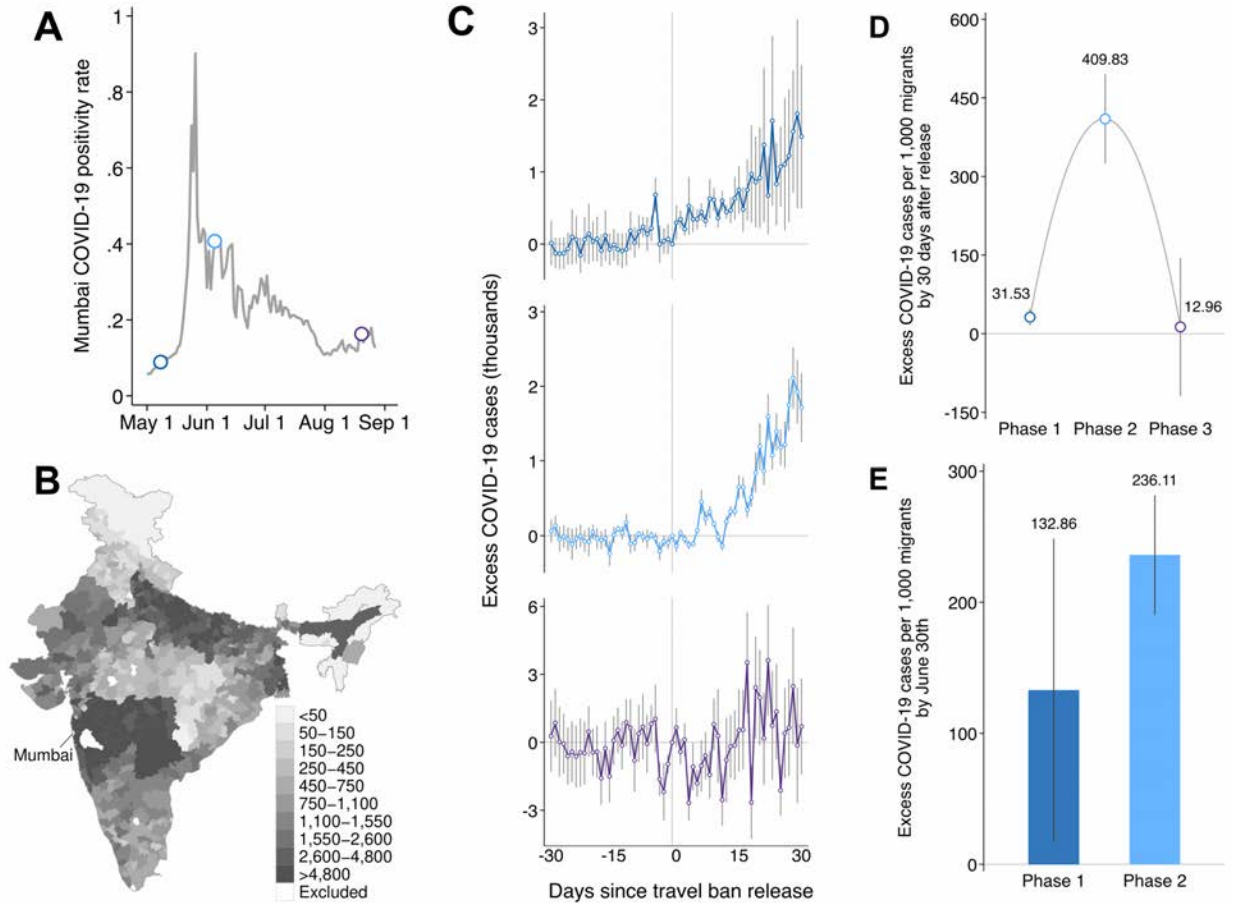 A
Mumbai COVID-19 positivity rate
1
.8
.6
.4
.2
0
May 1
Jun 1
Jul 1
Aug 1
Sep 1
B
Mumbai
<50
50–150
150–250
250–450
450–750
750–1,100
1,100–1,550
1,550–2,600
2,600–4,800
>4,800
Excluded
C
Excess COVID-19 cases (thousands)
3
2
1
0
3
2
1
0
6
3
0
-3
-30
-15
0
15
30
Days since travel ban release
D
Excess COVID-19 cases per 1,000 migrants
by 30 days after release
600
450
300
150
0
-150
31.53
409.83
12.96
Phase 1
Phase 2
Phase 3
E
Excess COVID-19 cases per 1,000 migrants
by June 30th
300
200
100
0
132.86
236.11
Phase 1
Phase 2